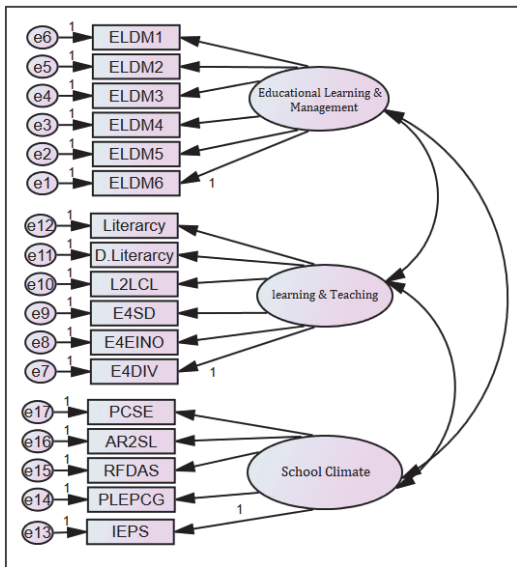 e6 1 ELDM1
e5 1 ELDM2
e4 1 ELDM3
e3 1 ELDM4
e2 1 ELDM5
e1 1 ELDM6 1
Educational Learning &
Management
e12 1 Literarcy
e11 1 D.Literarcy
e10 1 L2LCL
e9 1 E4SD
e8 1 E4EINO
e7 1 E4DIV 1
learning & Teaching
e17 1 PCSE
e16 1 AR2SL
e15 1 RFDAS
e14 1 PLEPCG
e13 1 IEPS 1
School Climate